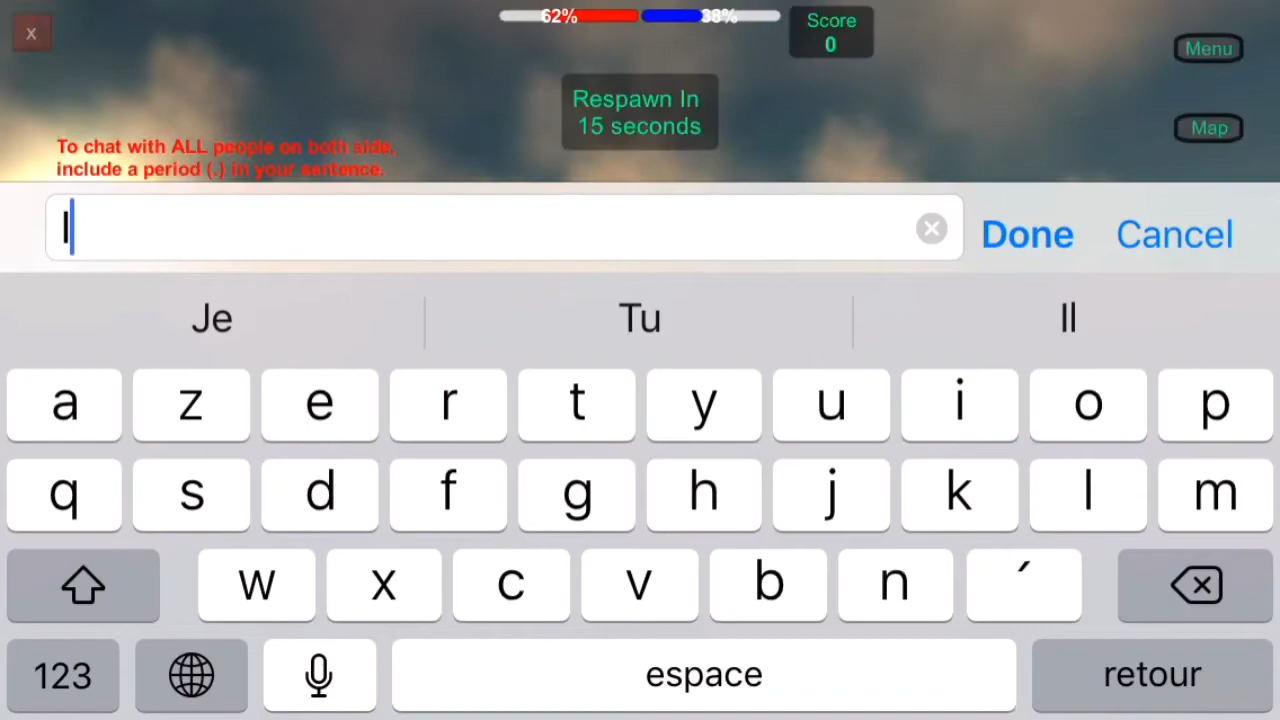 x
62%
38%
Score
0
Menu
Respawn In
15 seconds
Map
To chat with ALL people on both side,
include a period (.) in your sentence.
I
Done
Cancel
Je
Tu
Il
a z e r t y u i o p
q s d f g h j k l m
w x c v b n ´
123
espace
retour